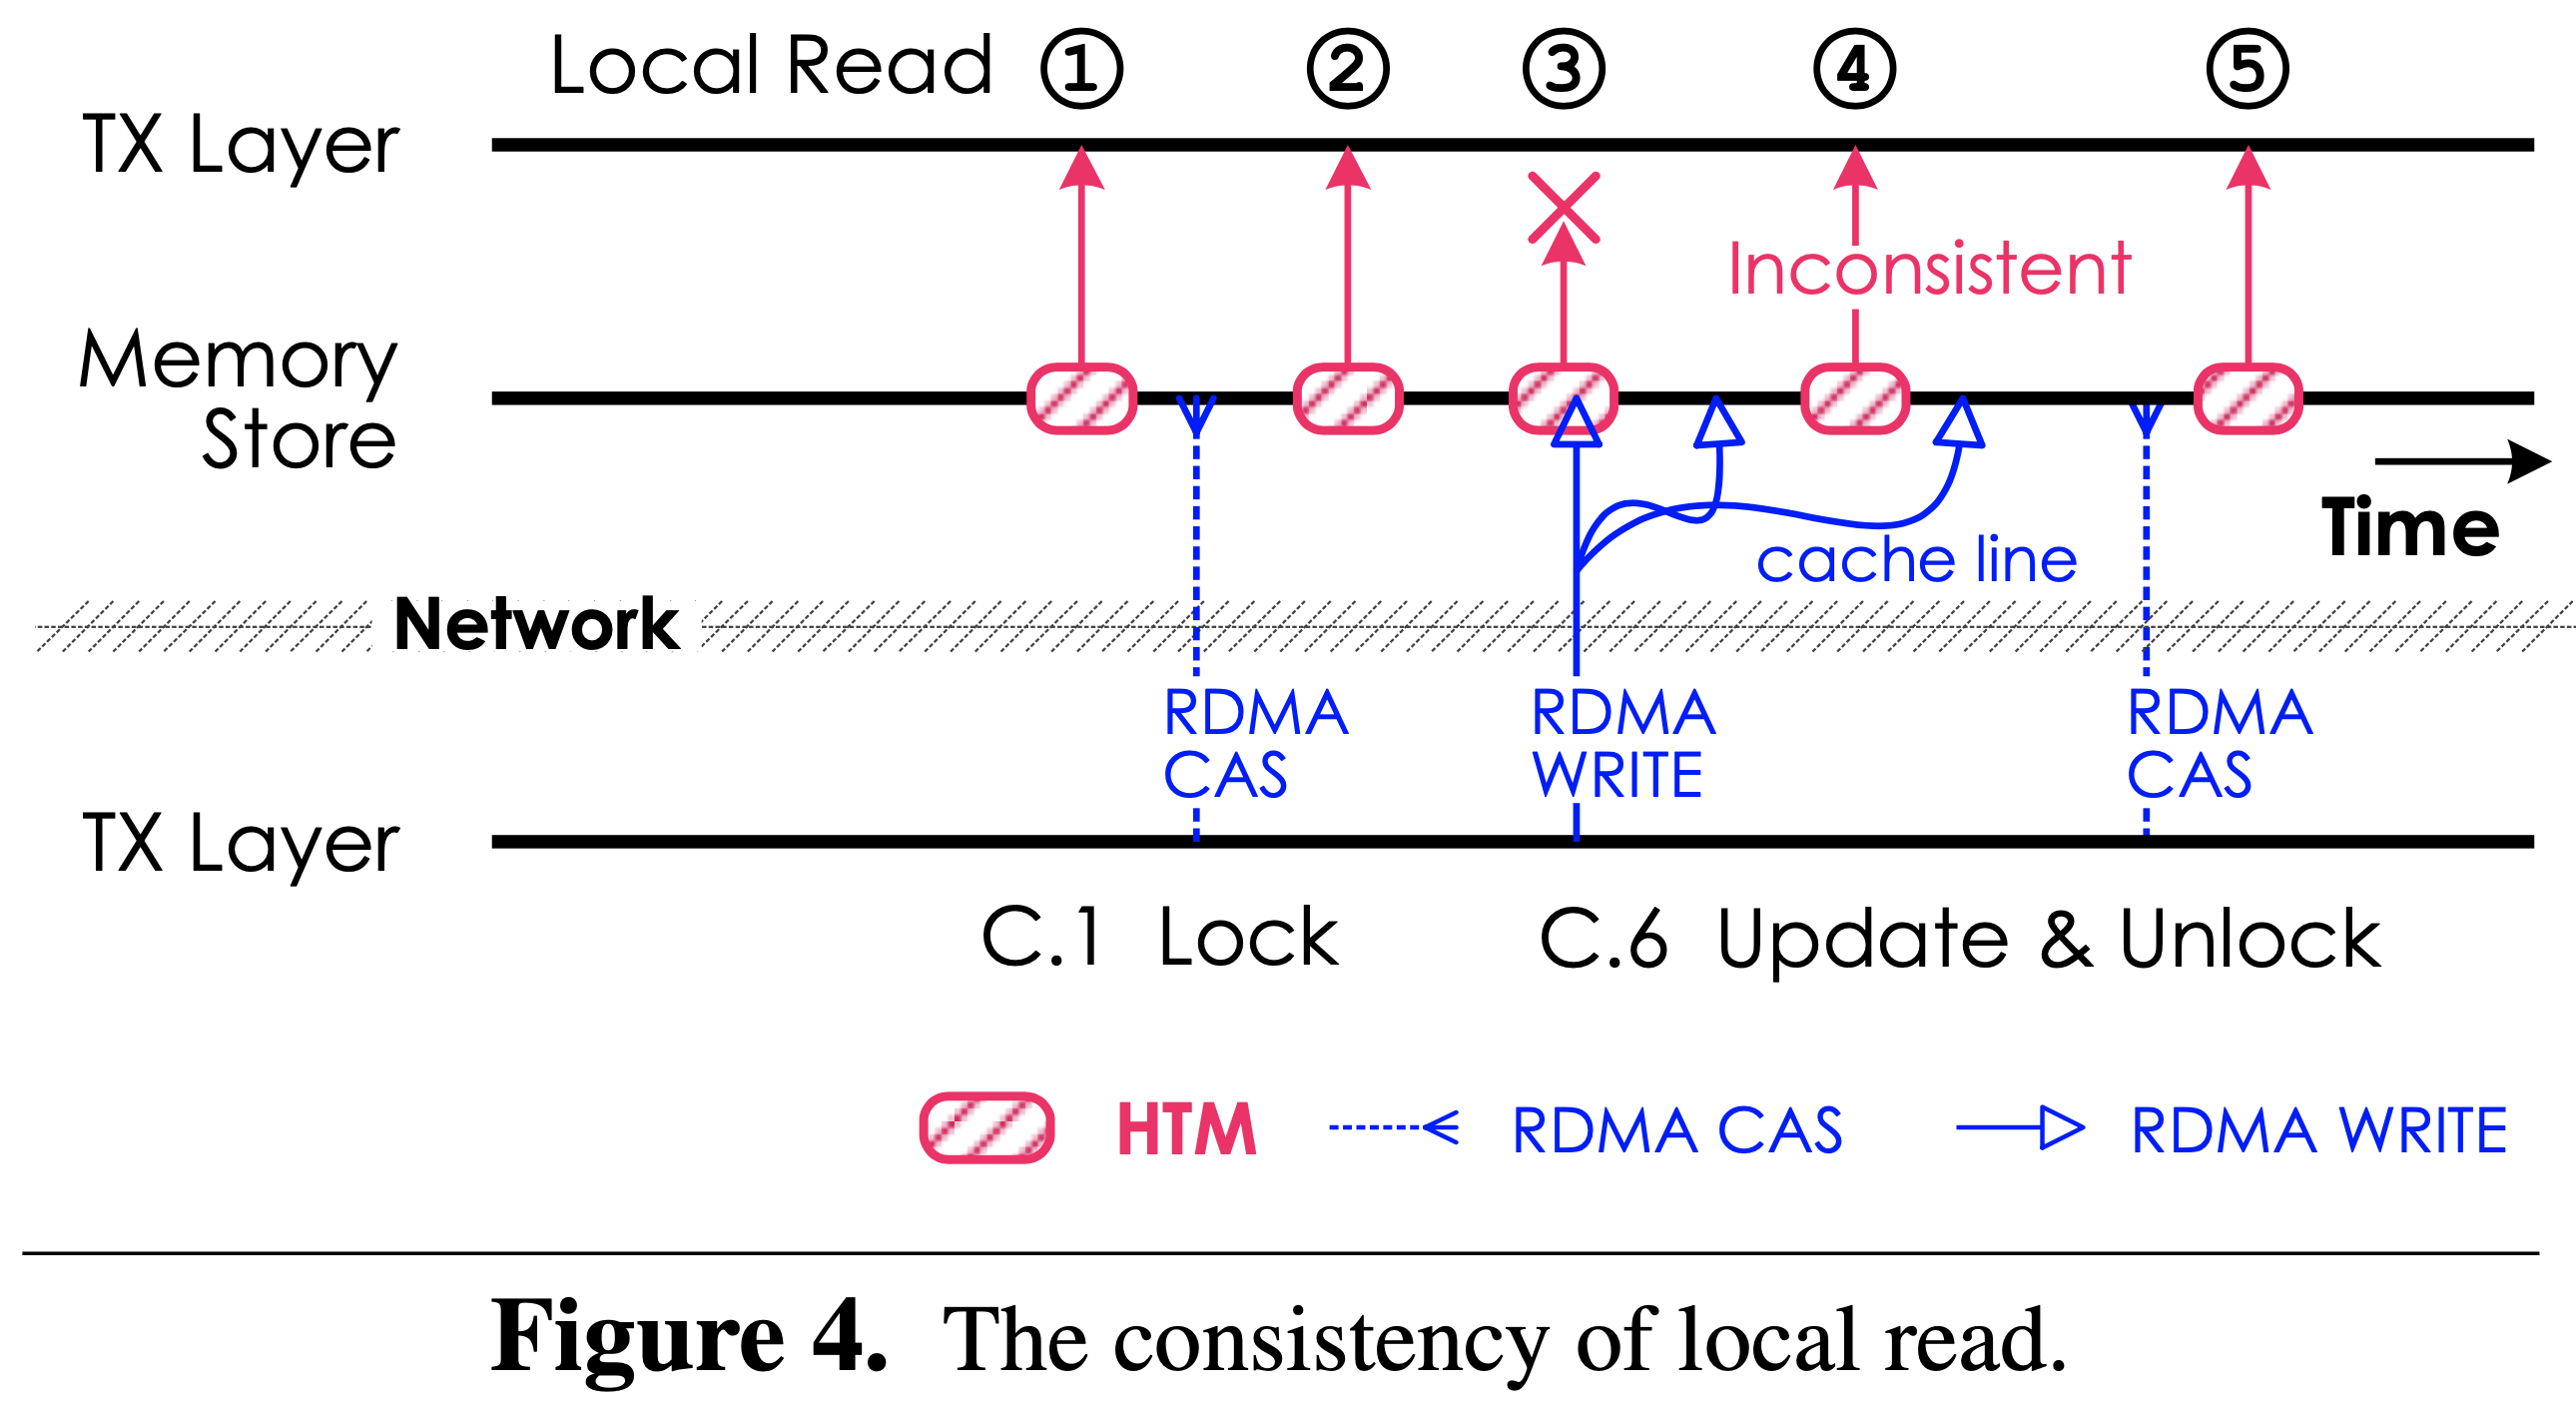 Local Read ① ② ③ ④ ⑤
TX Layer
Inconsistent
Memory
Store
Time
cache line
Network
RDMA
CAS
RDMA
WRITE
RDMA
CAS
TX Layer
C.1 Lock
C.6 Update & Unlock
HTM
RDMA CAS
RDMA WRITE
Figure 4. The consistency of local read.